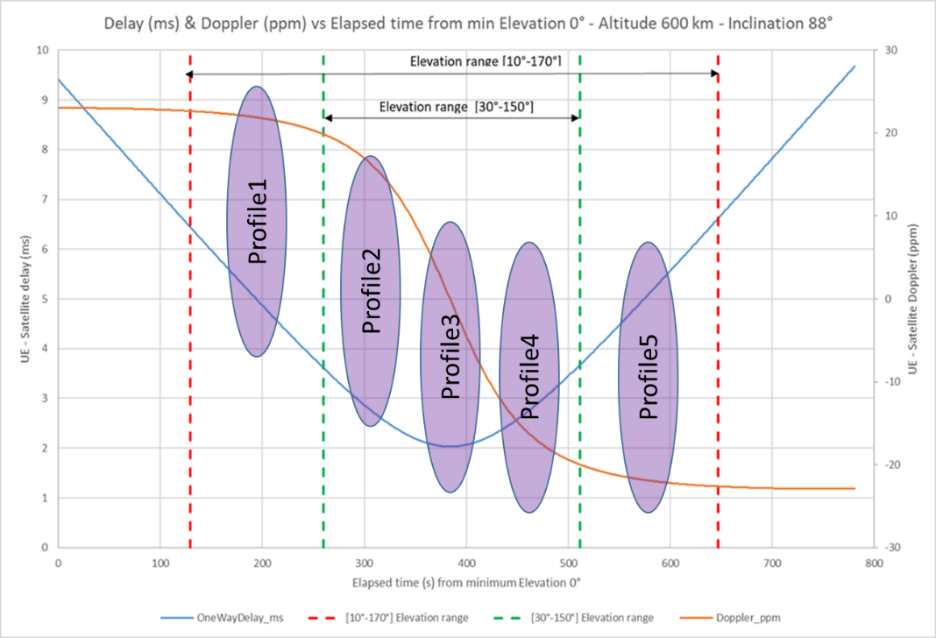 Delay (ms) & Doppler (ppm) vs Elapsed time from min Elevation 0° - Altitude 600 km - Inclination 88°
10
9
8
7
6
5
4
3
2
1
0
30
20
10
0
-10
-20
-30
UE - Satellite delay (ms)
UE - Satellite Doppler (ppm)
Elevation range [10°-170°]
Elevation range [30°-150°]
Profile1
Profile2
Profile3
Profile4
Profile5
0 100 200 300 400 500 600 700 800
Elapsed time (s) from minimum Elevation 0°
OneWayDelay_ms [10°-170°] Elevation range [30°-150°] Elevation range Doppler_ppm